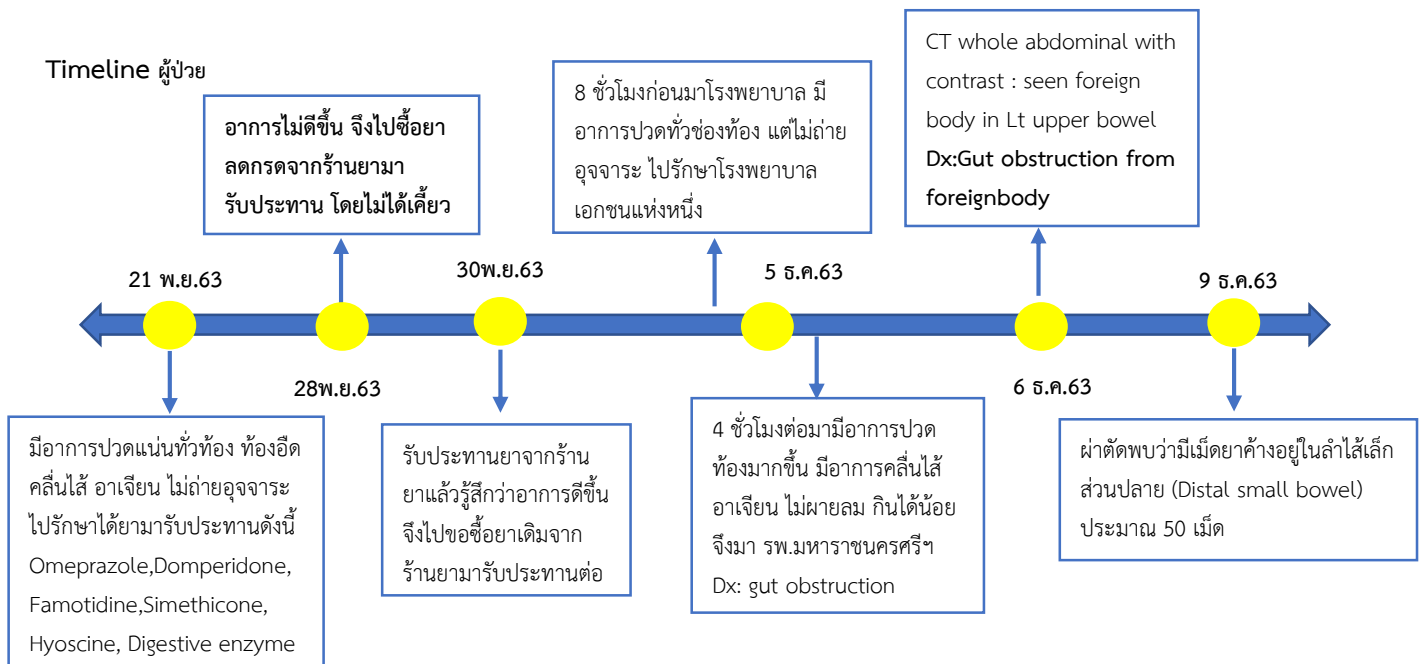 Timeline ผู้ป่วย
21 พ.ย.63
มีอาการปวดแน่นทั่วท้อง ท้องอืด
คลื่นไส้ อาเจียน ไม่ถ่ายอุจจาระ
ไปรักษาได้ยามารับประทานดังนี้
Omeprazole,Domperidone,
Famotidine,Simethicone,
Hyoscine, Digestive enzyme
อาการไม่ดีขึ้น จึงไปซื้อยา
ลดกรดจากร้านยามา
รับประทาน โดยไม่ได้เคี้ยว
28พ.ย.63
30พ.ย.63
รับประทานยาจากร้าน
ยาแล้วรู้สึกว่าอาการดีขึ้น
จึงไปขอซื้อยาเดิมจาก
ร้านยามารับประทานต่อ
8 ชั่วโมงก่อนมาโรงพยาบาล มี
อาการปวดทั่วช่องท้อง แต่ไม่ถ่าย
อุจจาระ ไปรักษาโรงพยาบาล
เอกชนแห่งหนึ่ง
5 ธ.ค.63
4 ชั่วโมงต่อมามีอาการปวด
ท้องมากขึ้น มีอาการคลื่นไส้
อาเจียน ไม่ผายลม กินได้น้อย
จึงมา รพ.มหาราชนครศรีฯ
Dx: gut obstruction
CT whole abdominal with
contrast : seen foreign
body in Lt upper bowel
Dx:Gut obstruction from
foreignbody
6 ธ.ค.63
9 ธ.ค.63
ผ่าตัดพบว่ามีเม็ดยาค้างอยู่ในลำไส้เล็ก
ส่วนปลาย (Distal small bowel)
ประมาณ 50 เม็ด